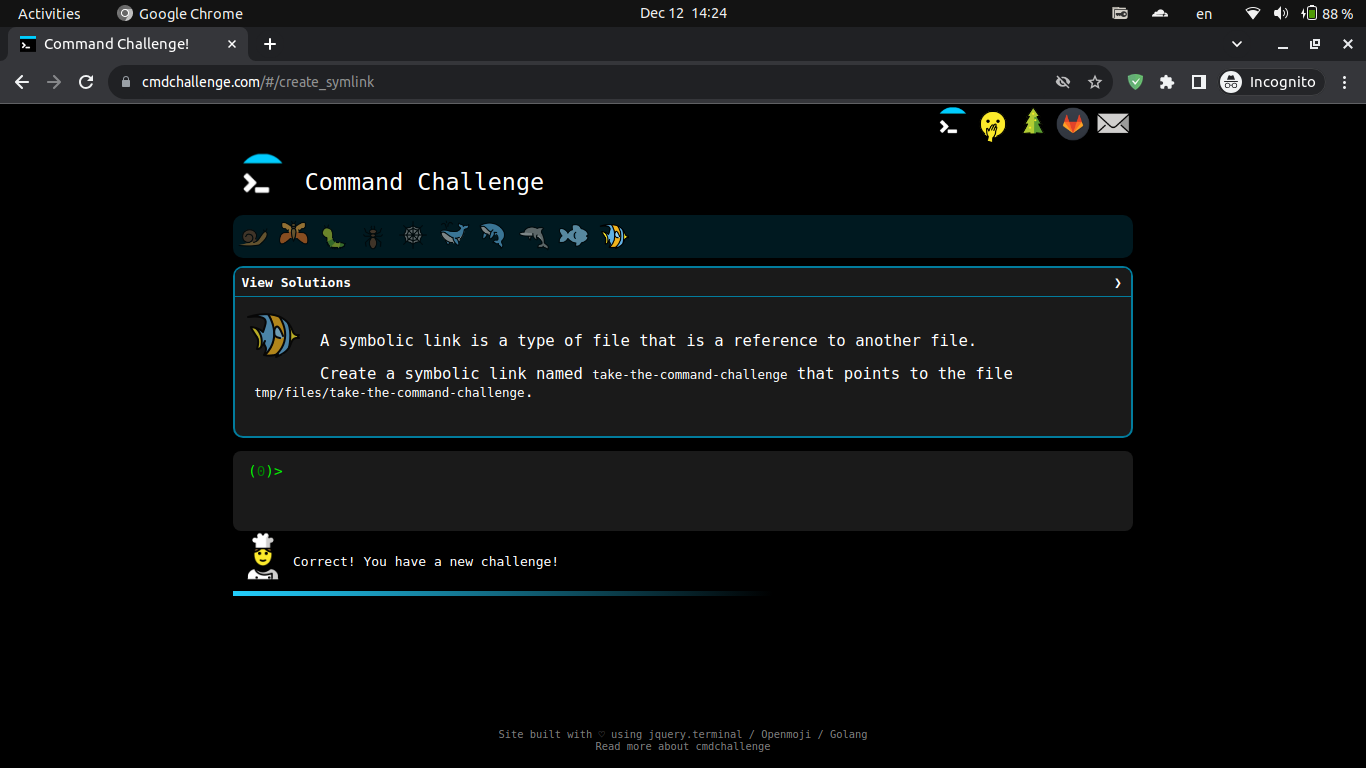 Activities
Google Chrome
Dec 12 14:24
en
88 %
Command Challenge!
cmdchallenge.com/#/create_symlink
Incognito
Command Challenge
View Solutions
A symbolic link is a type of file that is a reference to another file.
Create a symbolic link named take-the-command-challenge that points to the file
tmp/files/take-the-command-challenge.
(0)>
Correct! You have a new challenge!
Site built with ♡ using jquery.terminal / Openmoji / Golang
Read more about cmdchallenge